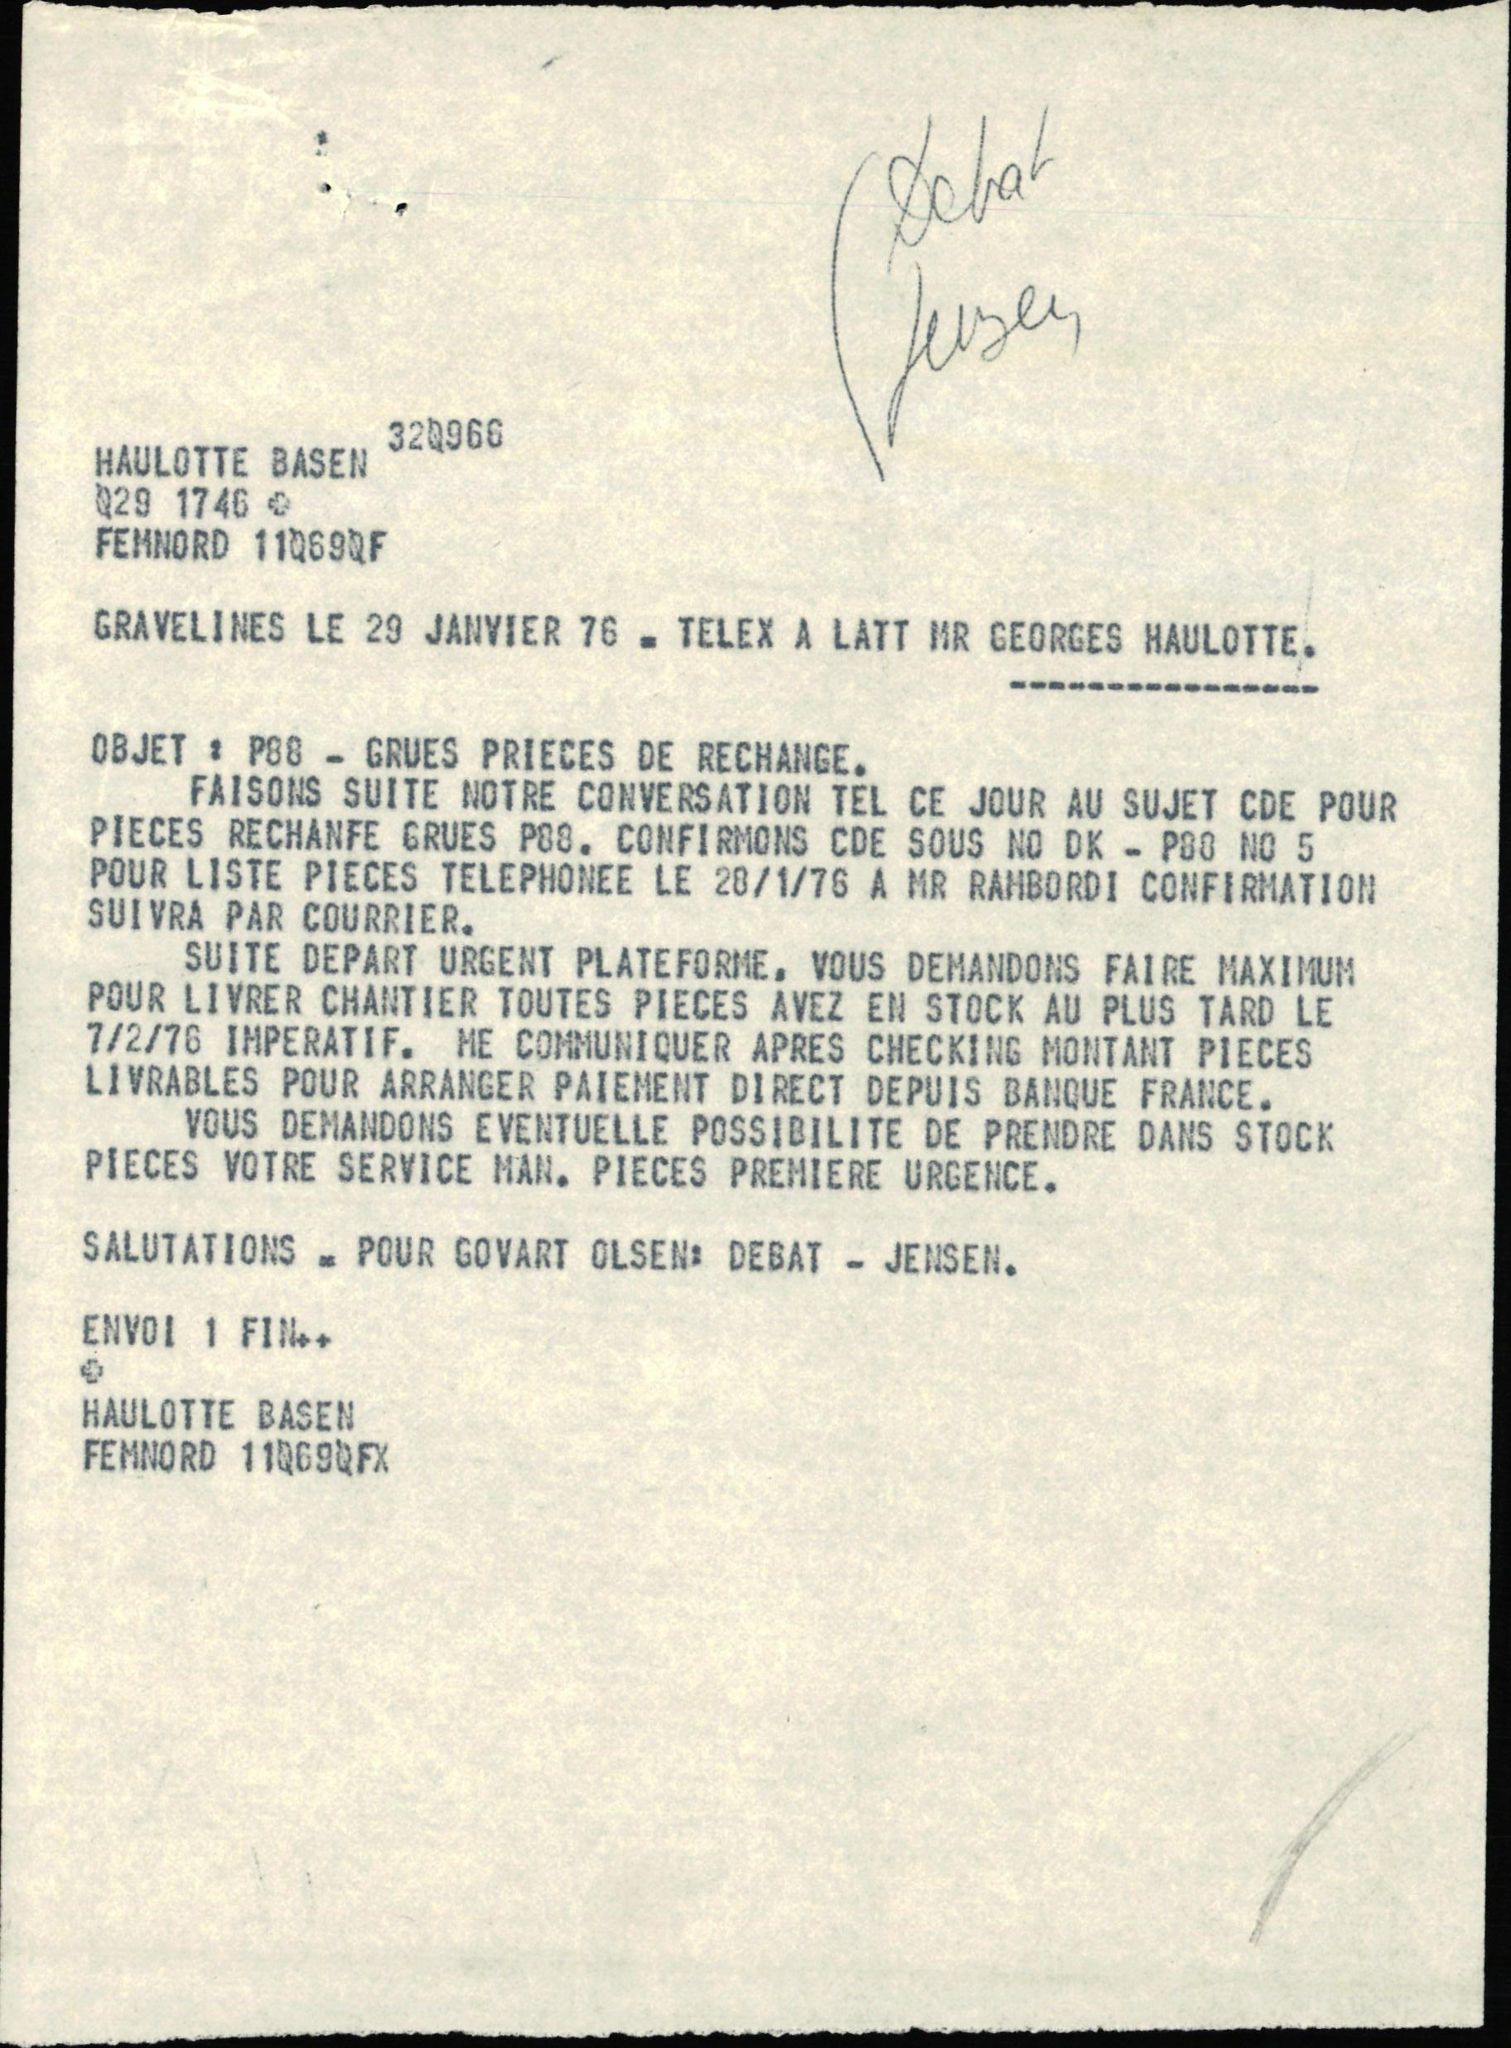 Debat
Jensen
320966
HAULOTTE BASEN
029 1746
FEMNORD 110690F
GRAVELINES LE 29 JANVIER 76 - TELEX A LATT MR GEORGES HAULOTTE.
-----------------
OBJET : P88 - GRUES PRIECES DE RECHANGE.
FAISONS SUITE NOTRE CONVERSATION TEL CE JOUR AU SUJET CDE POUR
PIECES RECHANFE GRUES P88. CONFIRMONS CDE SOUS NO DK - P88 NO 5
POUR LISTE PIECES TELEPHONEE LE 28/1/76 A MR RAMBORDI CONFIRMATION
SUIVRA PAR COURRIER.
SUITE DEPART URGENT PLATEFORME. VOUS DEMANDONS FAIRE MAXIMUM
POUR LIVRER CHANTIER TOUTES PIECES AVEZ EN STOCK AU PLUS TARD LE
7/2/76 IMPERATIF. ME COMMUNIQUER APRES CHECKING MONTANT PIECES
LIVRABLES POUR ARRANGER PAIEMENT DIRECT DEPUIS BANQUE FRANCE.
VOUS DEMANDONS EVENTUELLE POSSIBILITE DE PRENDRE DANS STOCK
PIECES VOTRE SERVICE MAN. PIECES PREMIERE URGENCE.
SALUTATIONS - POUR GOVART OLSEN: DEBAT - JENSEN.
ENVOI 1 FIN++
HAULOTTE BASEN
FEMNORD 110690FX